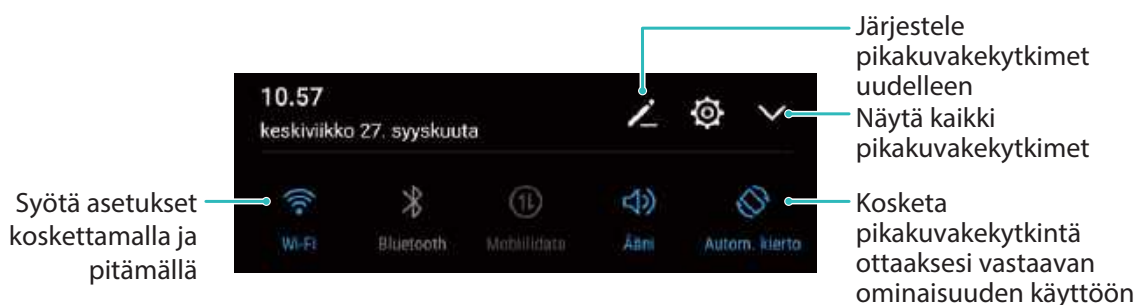 Järjestele
pikakuvakekytkimet
uudelleen
10.57
keskiviikko 27. syyskuuta
Näytä kaikki
pikakuvakekytkimet
Syötä asetukset
koskettamalla ja
pitämällä
Wi-Fi Bluetooth Mobiilidata Ääni Autom. kierto
Kosketa
pikakuvakekytkintä
ottaaksesi vastaavan
ominaisuuden käyttöön